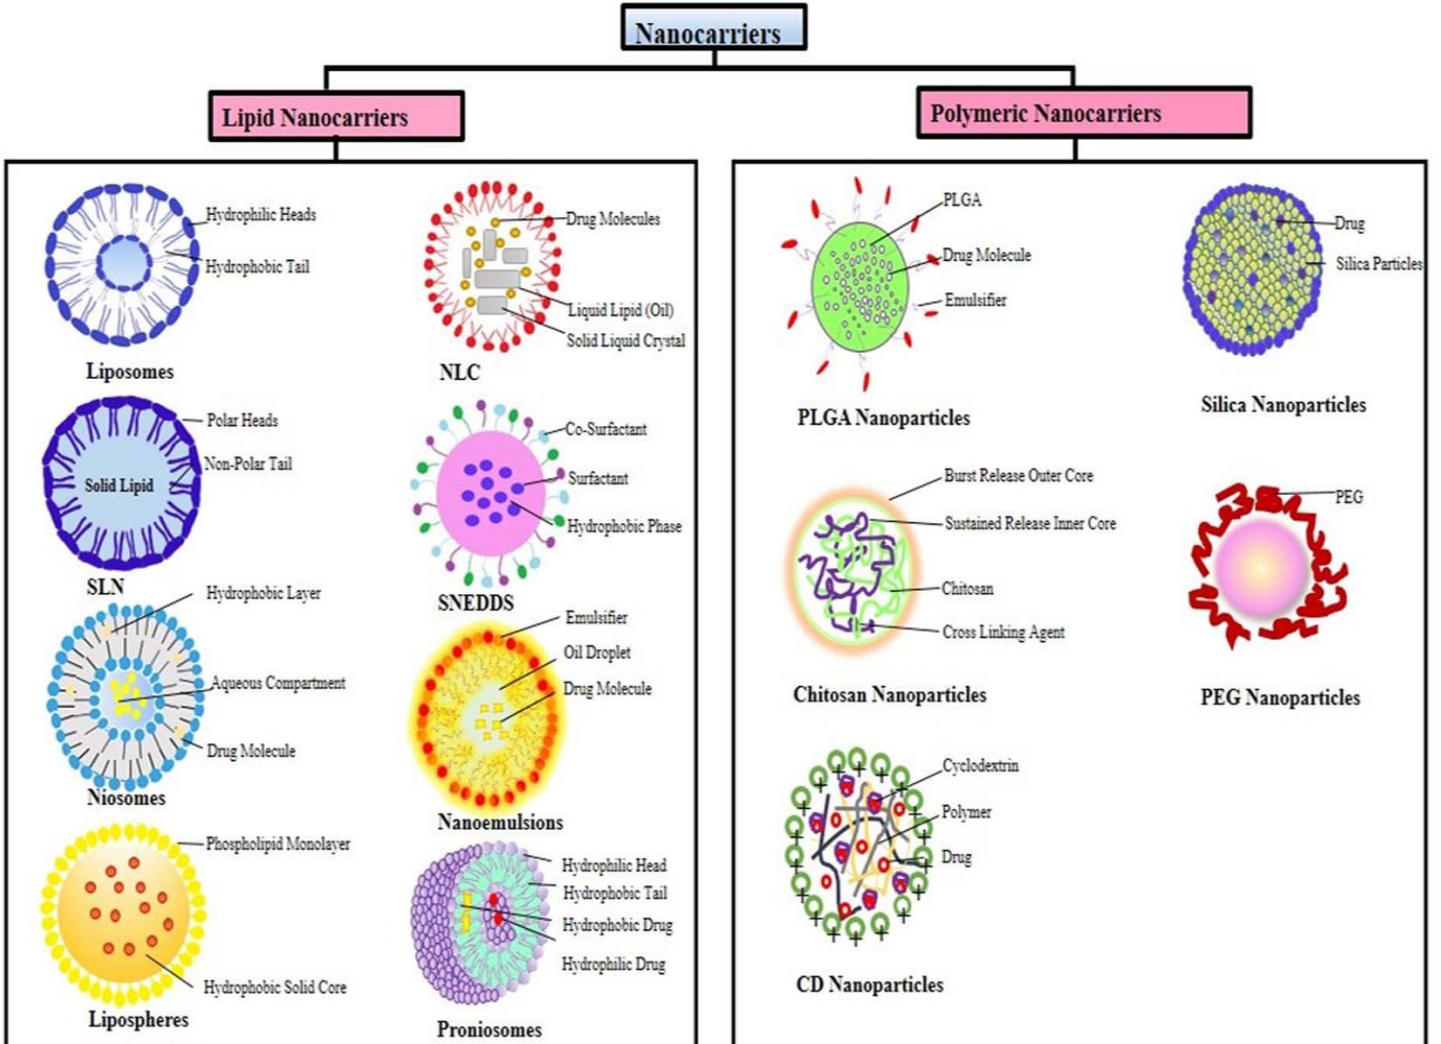 Nanocarriers
Lipid Nanocarriers
Hydrophilic Heads
Hydrophobic Tail
Liposomes
Drug Molecules
Liquid Lipid (Oil)
Solid Liquid Crystal
NLC
Polar Heads
Non-Polar Tail
Solid Lipid
SLN
Co-Surfactant
Surfactant
Hydrophobic Phase
SNEDDS
Hydrophobic Layer
Aqueous Compartment
Drug Molecule
Niosomes
Emulsifier
Oil Droplet
Drug Molecule
Nanoemulsions
Phospholipid Monolayer
Hydrophobic Solid Core
Lipospheres
Hydrophilic Head
Hydrophobic Tail
Hydrophobic Drug
Hydrophilic Drug
Proniosomes
Polymeric Nanocarriers
PLGA
Drug Molecule
Emulsifier
PLGA Nanoparticles
Drug
Silica Particles
Silica Nanoparticles
Burst Release Outer Core
Sustained Release Inner Core
Chitosan
Cross Linking Agent
Chitosan Nanoparticles
PEG
PEG Nanoparticles
Cyclodextrin
Polymer
Drug
CD Nanoparticles